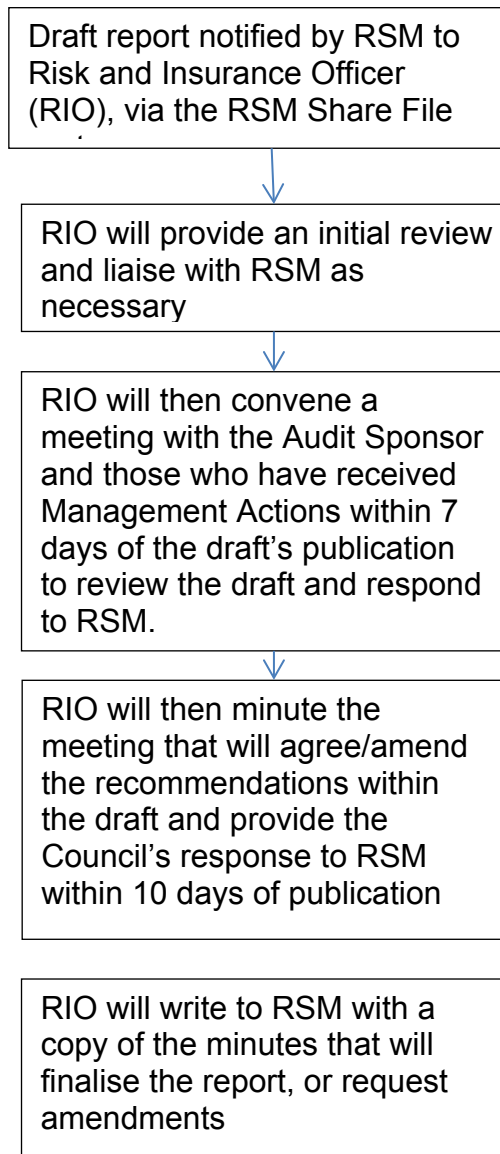 Draft report notified by RSM to
Risk and Insurance Officer
(RIO), via the RSM Share File
RIO will provide an initial review
and liaise with RSM as
necessary
RIO will then convene a
meeting with the Audit Sponsor
and those who have received
Management Actions within 7
days of the draft’s publication
to review the draft and respond
to RSM.
RIO will then minute the
meeting that will agree/amend
the recommendations within
the draft and provide the
Council’s response to RSM
within 10 days of publication
RIO will write to RSM with a
copy of the minutes that will
finalise the report, or request
amendments